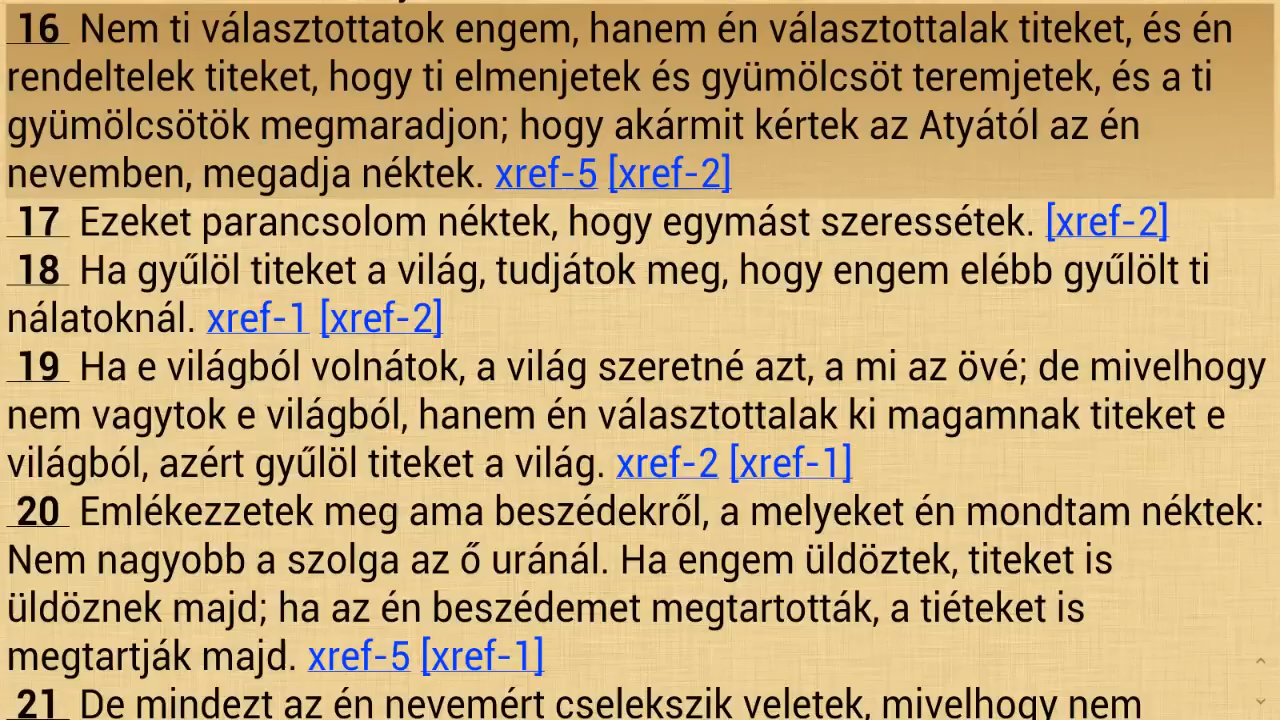 16 Nem ti választottatok engem, hanem én választottalak titeket, és én
rendeltelek titeket, hogy ti elmenjetek és gyümölcsöt teremjetek, és a ti
gyümölcsötök megmaradjon; hogy akármit kértek az Atyától az én
nevemben, megadja néktek. xref-5 [xref-2]
17 Ezeket parancsolom néktek, hogy egymást szeressétek. [xref-2]
18 Ha gyűlöl titeket a világ, tudjátok meg, hogy engem elébb gyűlölt ti
nálatoknál. xref-1 [xref-2]
19 Ha e világból volnátok, a világ szeretné azt, a mi az övé; de mivelhogy
nem vagytok e világból, hanem én választottalak ki magamnak titeket e
világból, azért gyűlöl titeket a világ. xref-2 [xref-1]
20 Emlékezzetek meg ama beszédekről, a melyeket én mondtam néktek:
Nem nagyobb a szolga az ő uránál. Ha engem üldöztek, titeket is
üldöznek majd; ha az én beszédemet megtartották, a tiéteket is
megtartják majd. xref-5 [xref-1]
21 De mindezt az én nevemért cselekszik veletek, mivelhogy nem